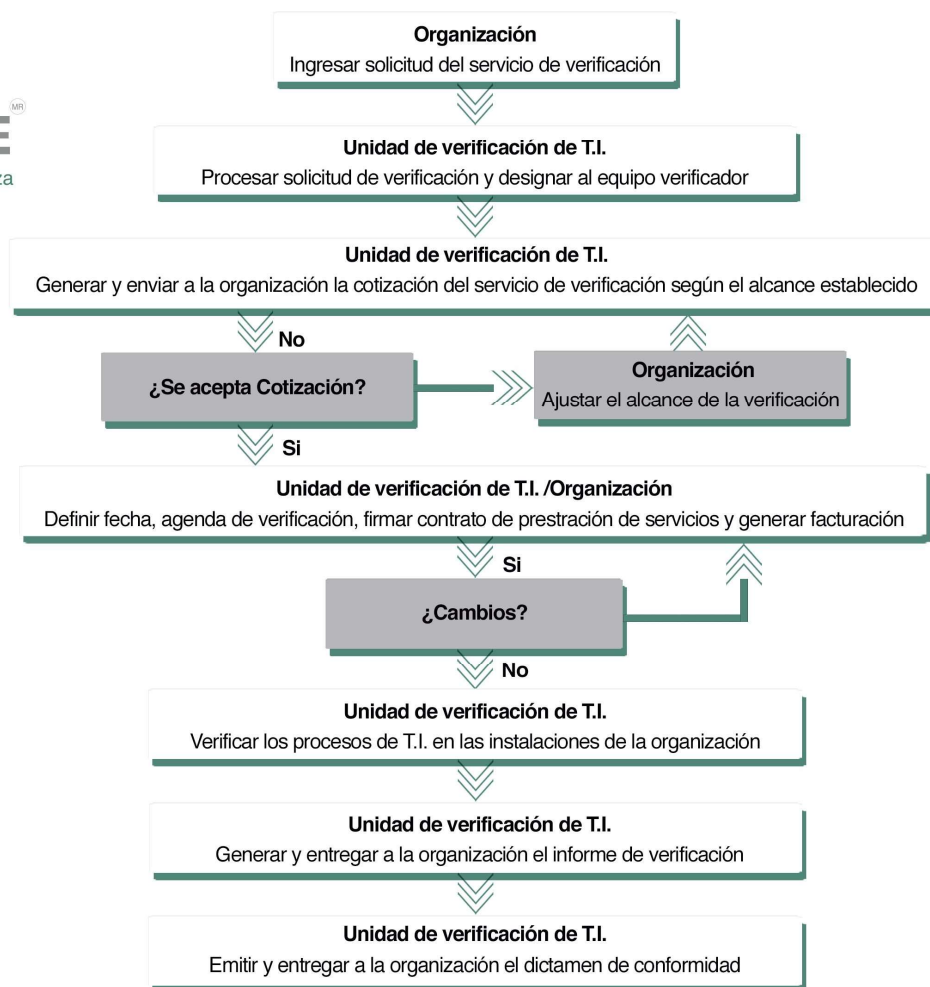 Organización
Ingresar solicitud del servicio de verificación
MR
E
za
Unidad de verificación de T.I.
Procesar solicitud de verificación y designar al equipo verificador
Unidad de verificación de T.I.
Generar y enviar a la organización la cotización del servicio de verificación según el alcance establecido
No
¿Se acepta Cotización?
Organización
Ajustar el alcance de la verificación
Si
Unidad de verificación de T.I. /Organización
Definir fecha, agenda de verificación, firmar contrato de prestración de servicios y generar facturación
Si
¿Cambios?
No
Unidad de verificación de T.I.
Verificar los procesos de T.I. en las instalaciones de la organización
Unidad de verificación de T.I.
Generar y entregar a la organización el informe de verificación
Unidad de verificación de T.I.
Emitir y entregar a la organización el dictamen de conformidad